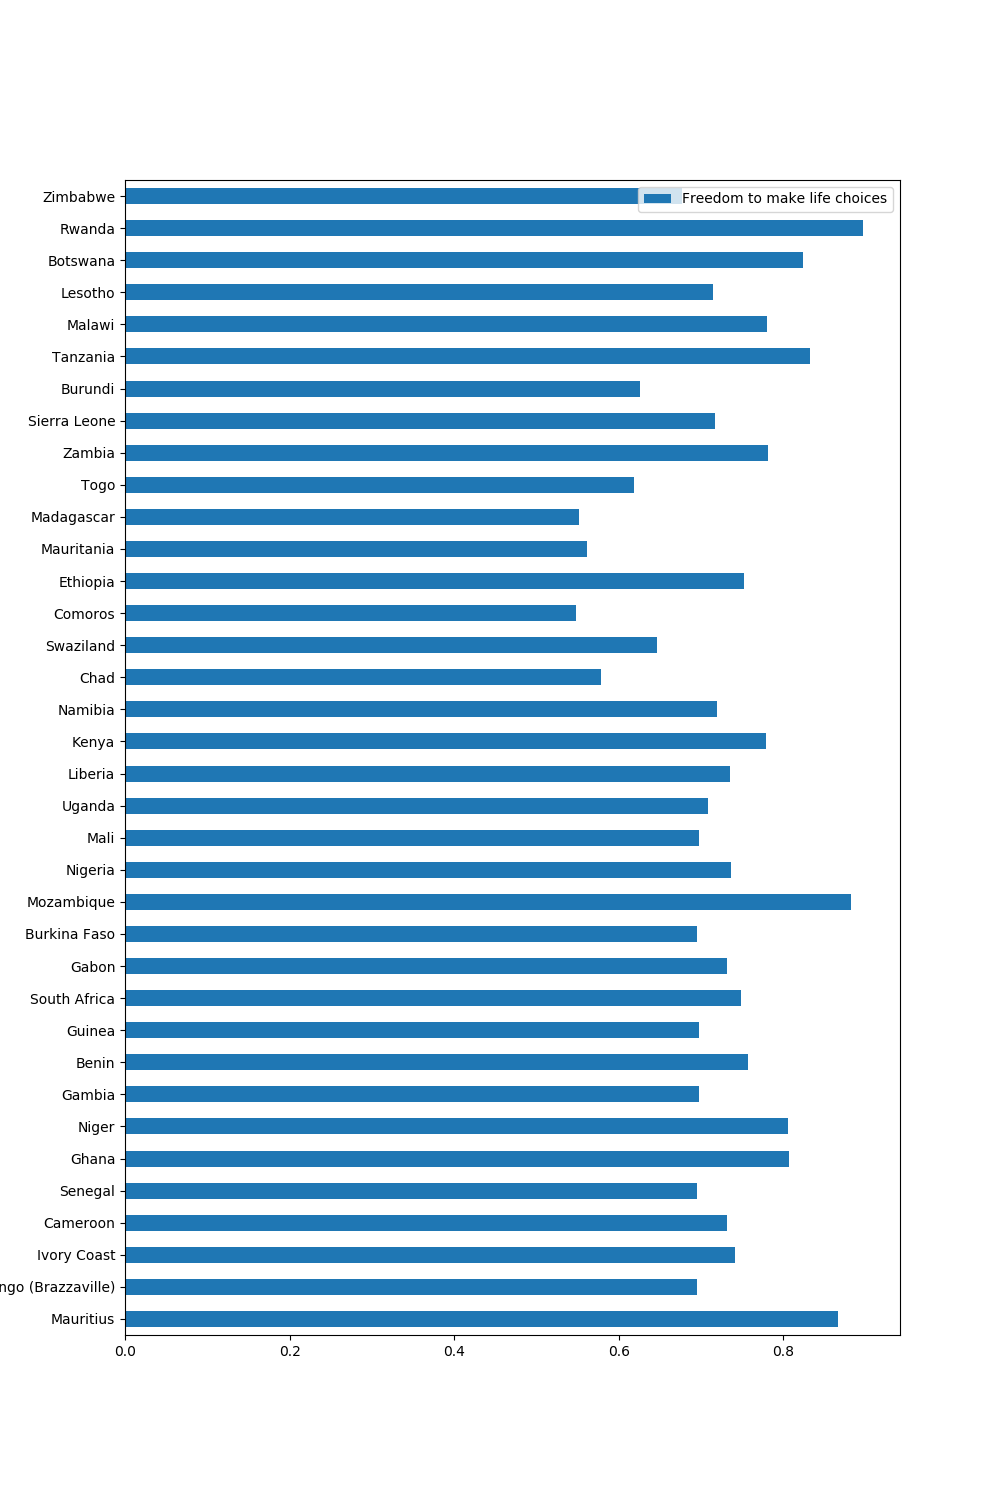 Zimbabwe
Freedom to make life choices
Rwanda
Botswana
Lesotho
Malawi
Tanzania
Burundi
Sierra Leone
Zambia
Togo
Madagascar
Mauritania
Ethiopia
Comoros
Swaziland
Chad
Namibia
Kenya
Liberia
Uganda
Mali
Nigeria
Mozambique
Burkina Faso
Gabon
South Africa
Guinea
Benin
Gambia
Niger
Ghana
Senegal
Cameroon
Ivory Coast
ngo (Brazzaville)
Mauritius
0.0 0.2 0.4 0.6 0.8